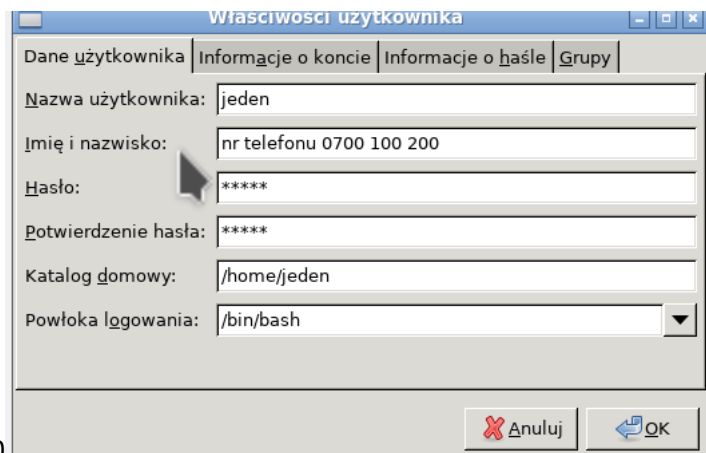 Właściwości użytkownika
Dane użytkownika Informacje o koncie Informacje o haśle Grupy
Nazwa użytkownika: jeden
Imię i nazwisko: nr telefonu 0700 100 200
Hasło: *****
Potwierdzenie hasła: *****
Katalog domowy: /home/jeden
Powłoka logowania: /bin/bash
Anuluj OK